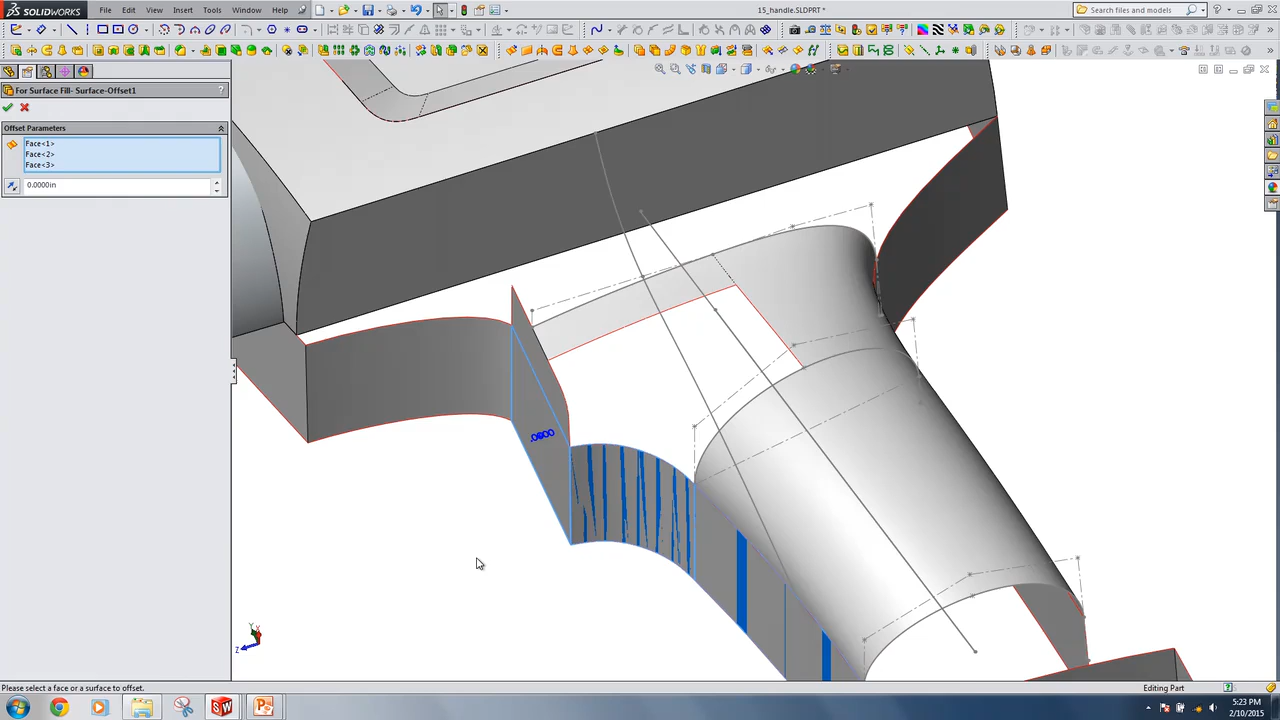 SOLIDWORKS File Edit View Insert Tools Window Help 15_handle.SLDPRT * Search files and models
For Surface Fill- Surface-Offset1 ?
Offset Parameters
Face<1>
Face<2>
Face<3>
0.0000in
.0000
Y X
Z
Please select a face or a surface to offset. Editing Part
5:23 PM
2/10/2015